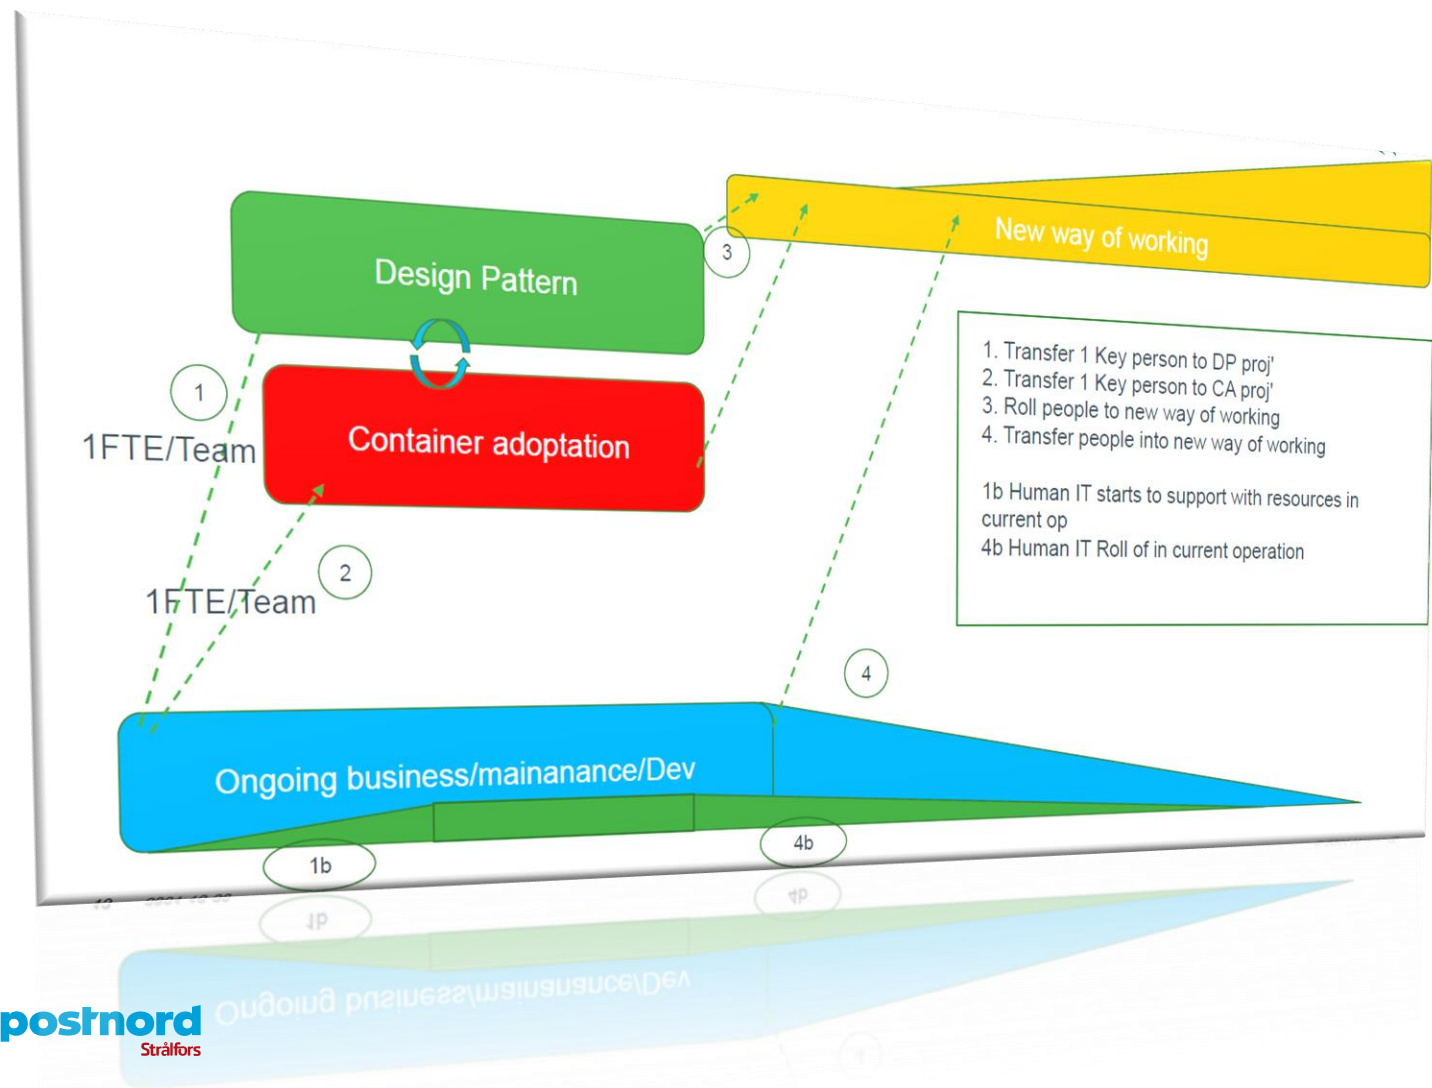 New way of working
3
Design Pattern
1
1FTE/Team
Container adoptation
1. Transfer 1 Key person to DP proj'
2. Transfer 1 Key person to CA proj'
3. Roll people to new way of working
4. Transfer people into new way of working
1b Human IT starts to support with resources in
current op
4b Human IT Roll of in current operation
2
1FTE/Team
4
Ongoing business/mainanance/Dev
1b
4b
postnord
Strålfors